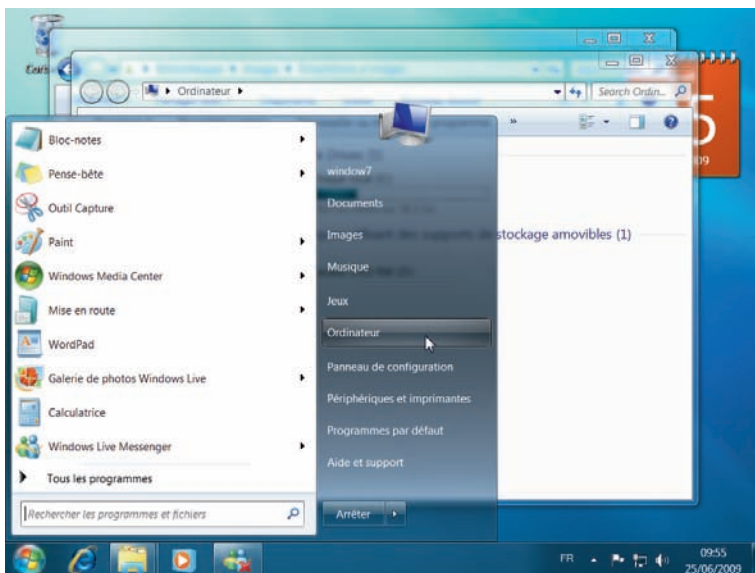 Ordinateur
Search Ordin...
Bloc-notes
Pense-bête
Outil Capture
Paint
Windows Media Center
Mise en route
WordPad
Galerie de photos Windows Live
Calculatrice
Windows Live Messenger
Tous les programmes
Rechercher les programmes et fichiers
window7
Documents
Images
Musique
Jeux
Ordinateur
Panneau de configuration
Périphériques et imprimantes
Programmes par défaut
Aide et support
Arrêter
stockage amovibles (1)
5
09
FR
09:55
25/06/2009